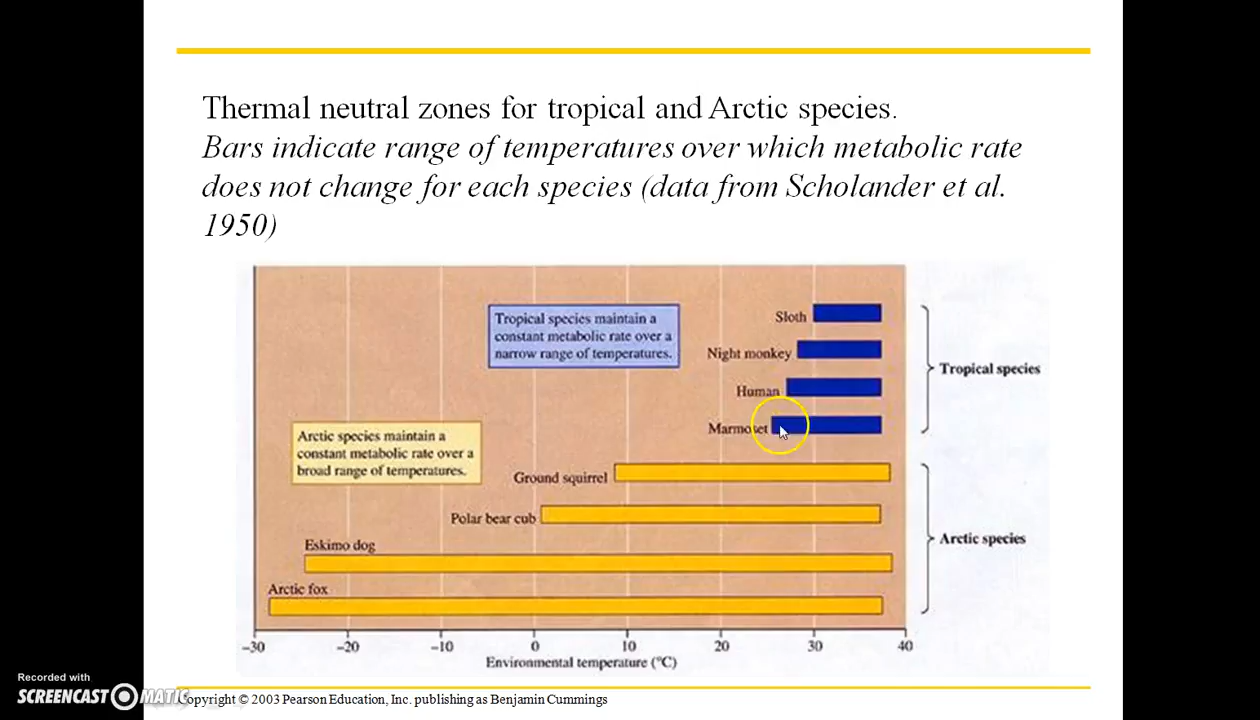 Thermal neutral zones for tropical and Arctic species.
Bars indicate range of temperatures over which metabolic rate
does not change for each species (data from Scholander et al.
1950)
Tropical species maintain a
constant metabolic rate over a
narrow range of temperatures.
Sloth
Night monkey
Human
Marmoset
Tropical species
Arctic species maintain a
constant metabolic rate over a
broad range of temperatures.
Ground squirrel
Polar bear cub
Eskimo dog
Arctic fox
Arctic species
−30 −20 −10 0 10 20 30 40
Environmental temperature (°C)
Recorded with
SCREENCAST MATIC
Copyright © 2003 Pearson Education, Inc. publishing as Benjamin Cummings